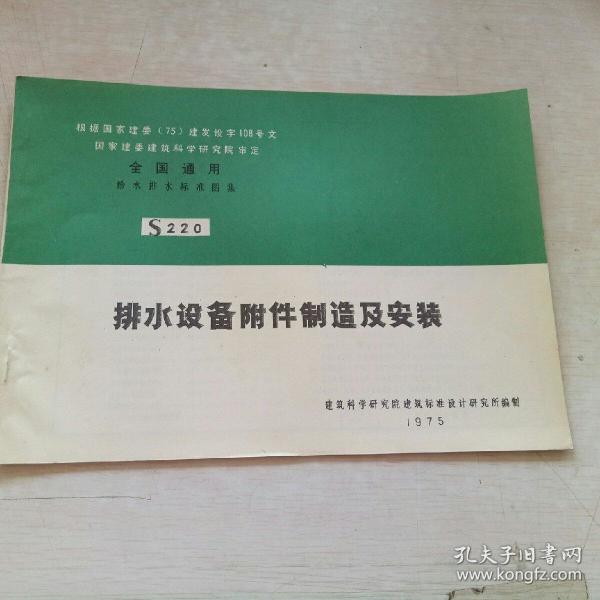 根据国家建委(75)建发设字108号文
国家建委建筑科学研究院审定
全国通用
给水排水标准图集
S220
排水设备附件制造及安装
建筑科学研究院建筑标准设计研究所编制
1975
孔夫子旧书网
www.kongfz.com